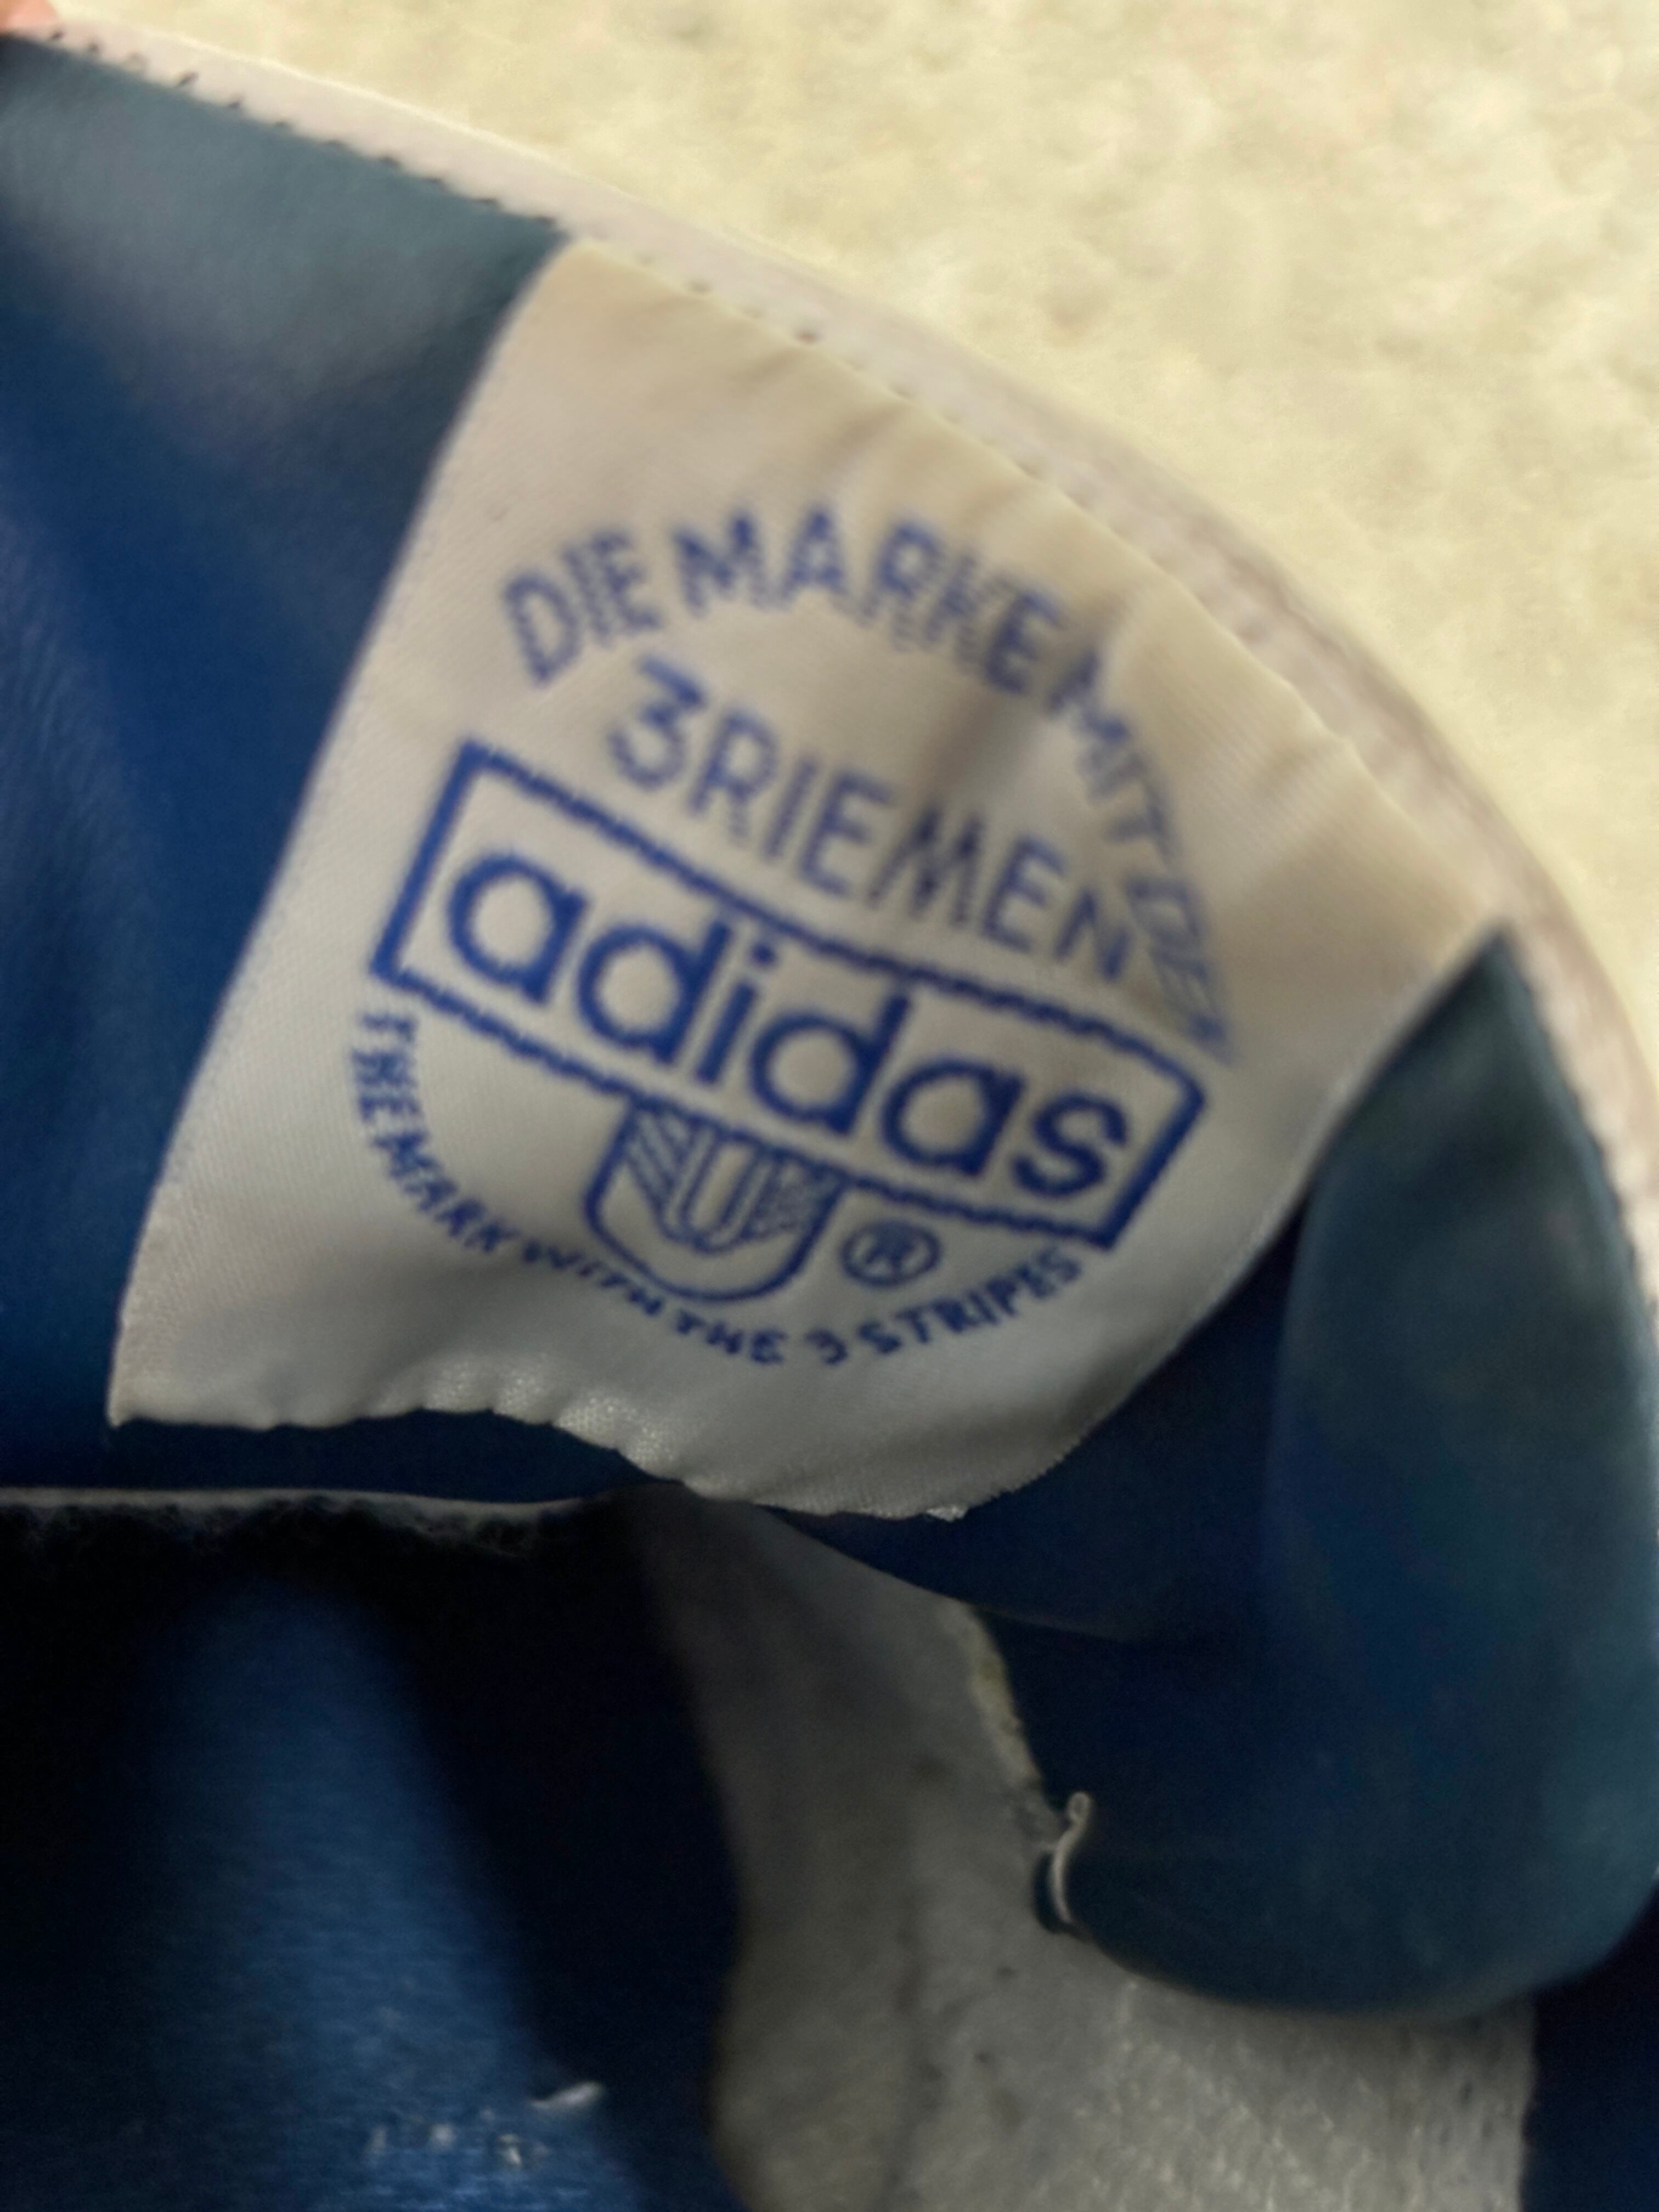 DIE MARKE MIT DEN
3 RIEMEN
adidas
®
THE MARK WITH THE 3 STRIPES